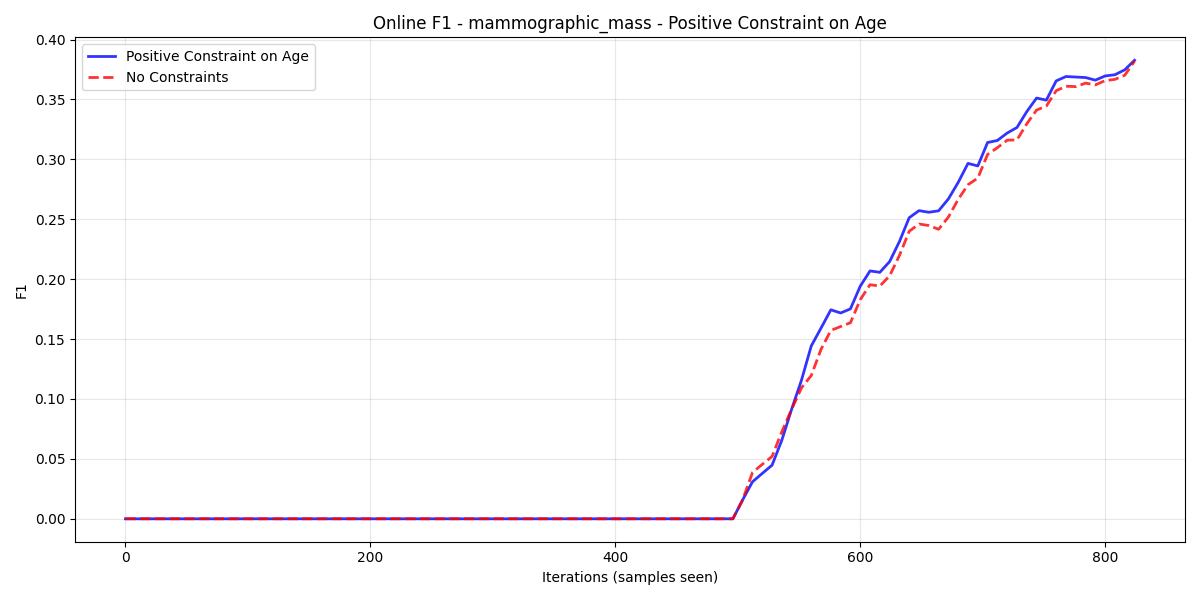 Online F1 - mammographic_mass - Positive Constraint on Age
Positive Constraint on Age
No Constraints
0.40
0.35
0.30
0.25
0.20
0.15
0.10
0.05
0.00
F1
0 200 400 600 800
Iterations (samples seen)